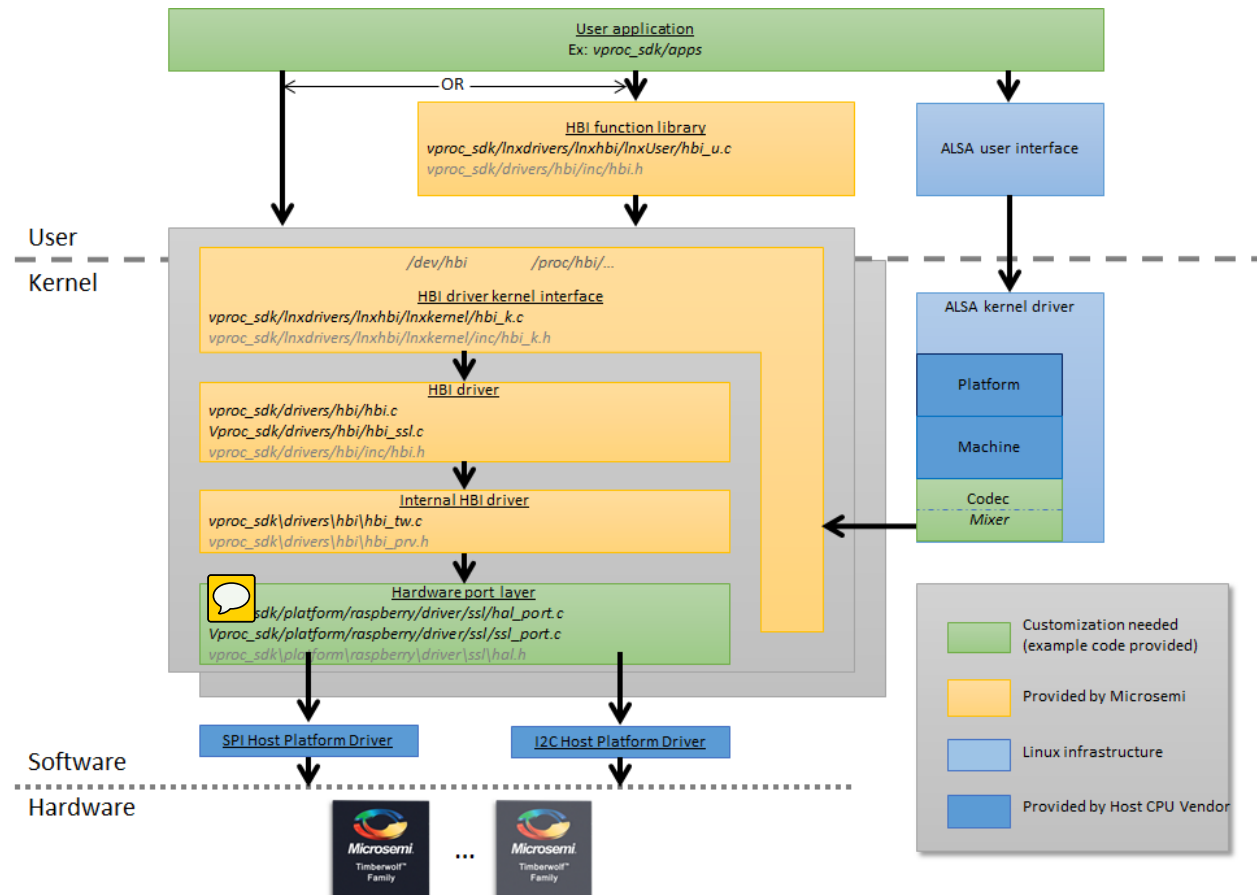 User application
Ex: vproc_sdk/apps
OR
HBI function library
vproc_sdk/lnxdrivers/lnxhbi/lnxUser/hbi_u.c
vproc_sdk/drivers/hbi/inc/hbi.h
ALSA user interface
User
Kernel
/dev/hbi /proc/hbi/...
HBI driver kernel interface
vproc_sdk/lnxdrivers/lnxhbi/lnxkernel/hbi_k.c
vproc_sdk/lnxdrivers/lnxhbi/lnxkernel/inc/hbi_k.h
ALSA kernel driver
Platform
Machine
Codec
Mixer
HBI driver
vproc_sdk/drivers/hbi/hbi.c
Vproc_sdk/drivers/hbi/hbi_ssl.c
vproc_sdk/drivers/hbi/inc/hbi.h
Internal HBI driver
vproc_sdk\drivers\hbi\hbi_tw.c
vproc_sdk\drivers\hbi\hbi_prv.h
Hardware port layer
sdk/platform/raspberry/driver/ssl/hal_port.c
Vproc_sdk/platform/raspberry/driver/ssl/ssl_port.c
vproc_sdk\platform\raspberry\driver\ssl\hal.h
SPI Host Platform Driver
I2C Host Platform Driver
Software
Hardware
Microsemi.
Timberwolf™
Family
...
Microsemi.
Timberwolf™
Family
Customization needed
(example code provided)
Provided by Microsemi
Linux infrastructure
Provided by Host CPU Vendor